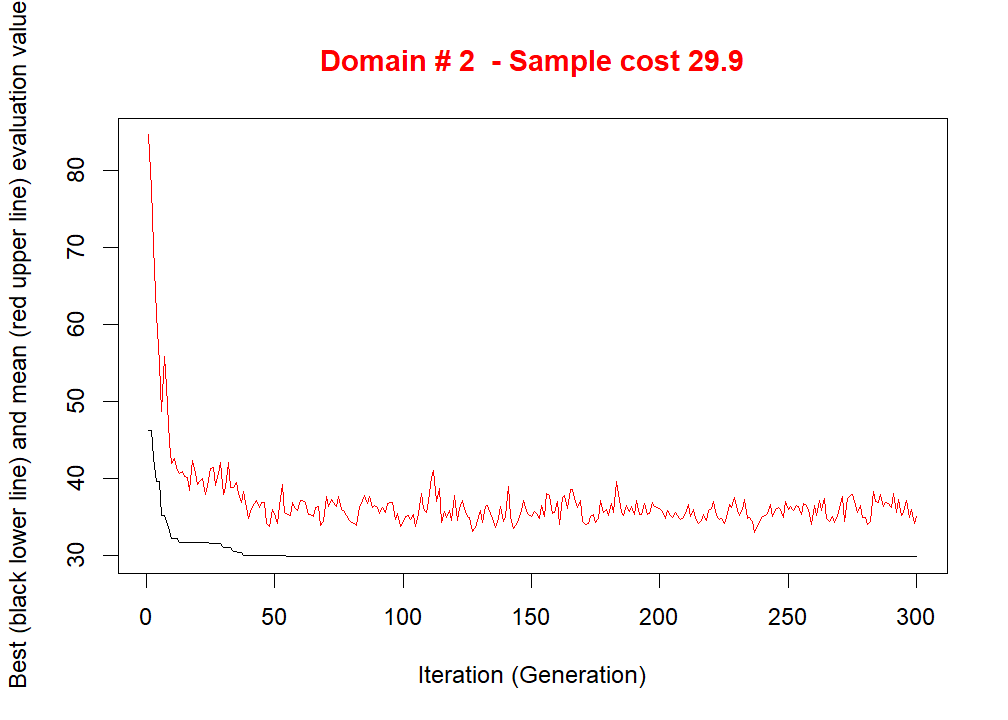 Domain # 2  - Sample cost 29.9
Best (black lower line) and mean (red upper line) evaluation value
80
70
60
50
40
30
0 50 100 150 200 250 300
Iteration (Generation)